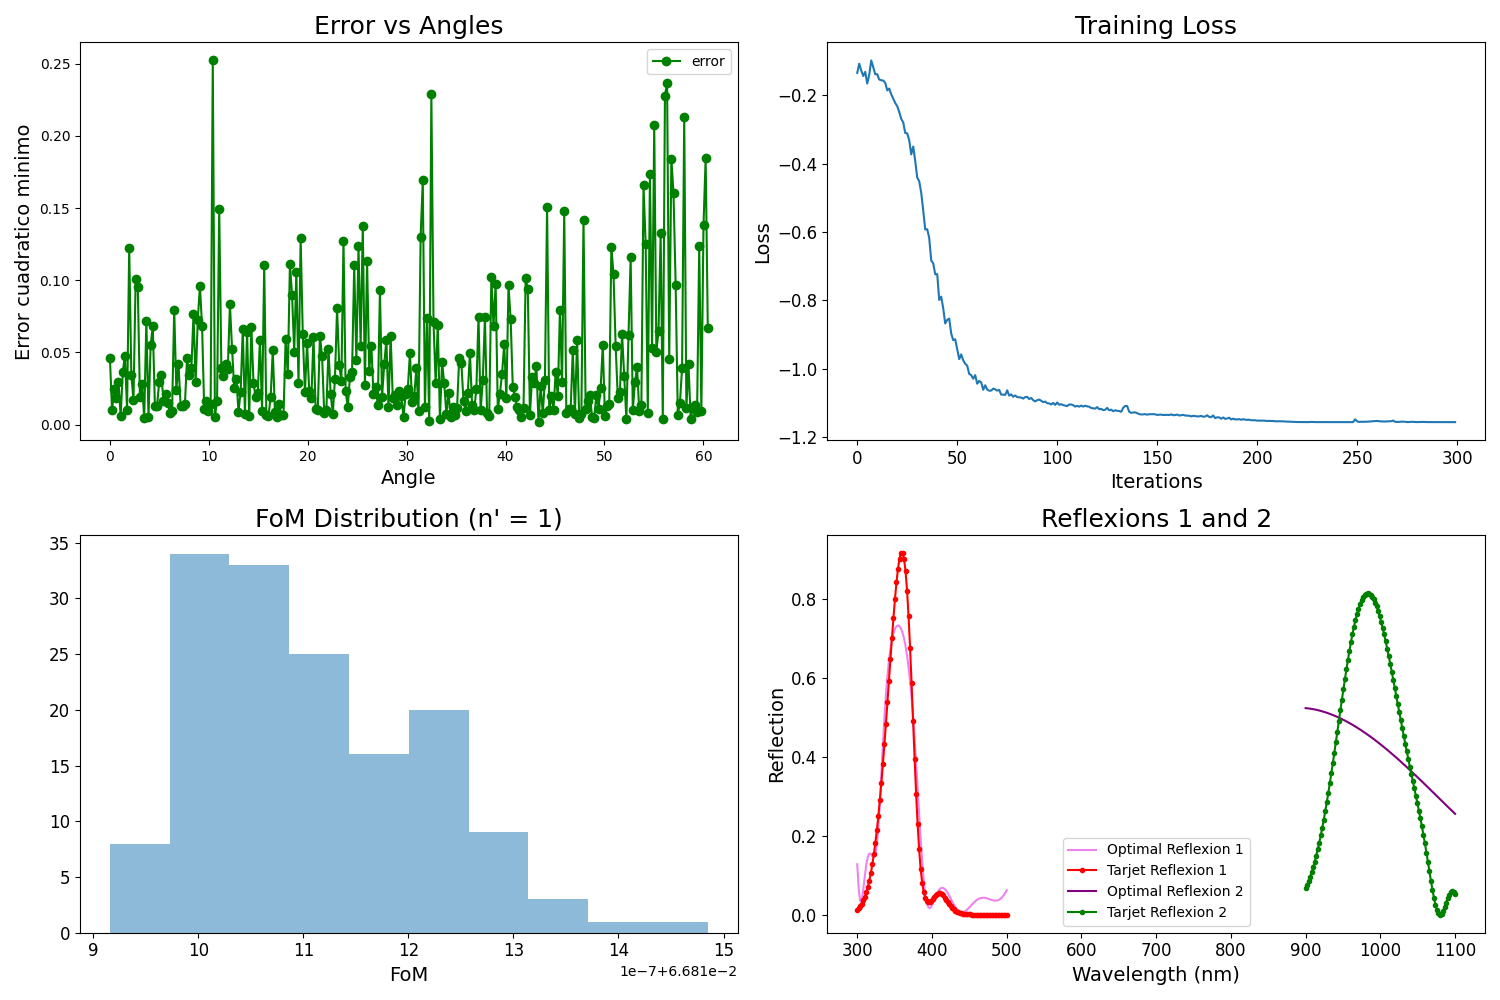 Error vs Angles
error
Error cuadratico minimo
0.25
0.20
0.15
0.10
0.05
0.00
0 10 20 30 40 50 60
Angle
Training Loss
Loss
−0.2
−0.4
−0.6
−0.8
−1.0
−1.2
0 50 100 150 200 250 300
Iterations
FoM Distribution (n' = 1)
35
30
25
20
15
10
5
0
9 10 11 12 13 14 15
FoM
1e−7+6.681e−2
Reflexions 1 and 2
Reflection
0.8
0.6
0.4
0.2
0.0
Optimal Reflexion 1
Tarjet Reflexion 1
Optimal Reflexion 2
Tarjet Reflexion 2
300 400 500 600 700 800 900 1000 1100
Wavelength (nm)